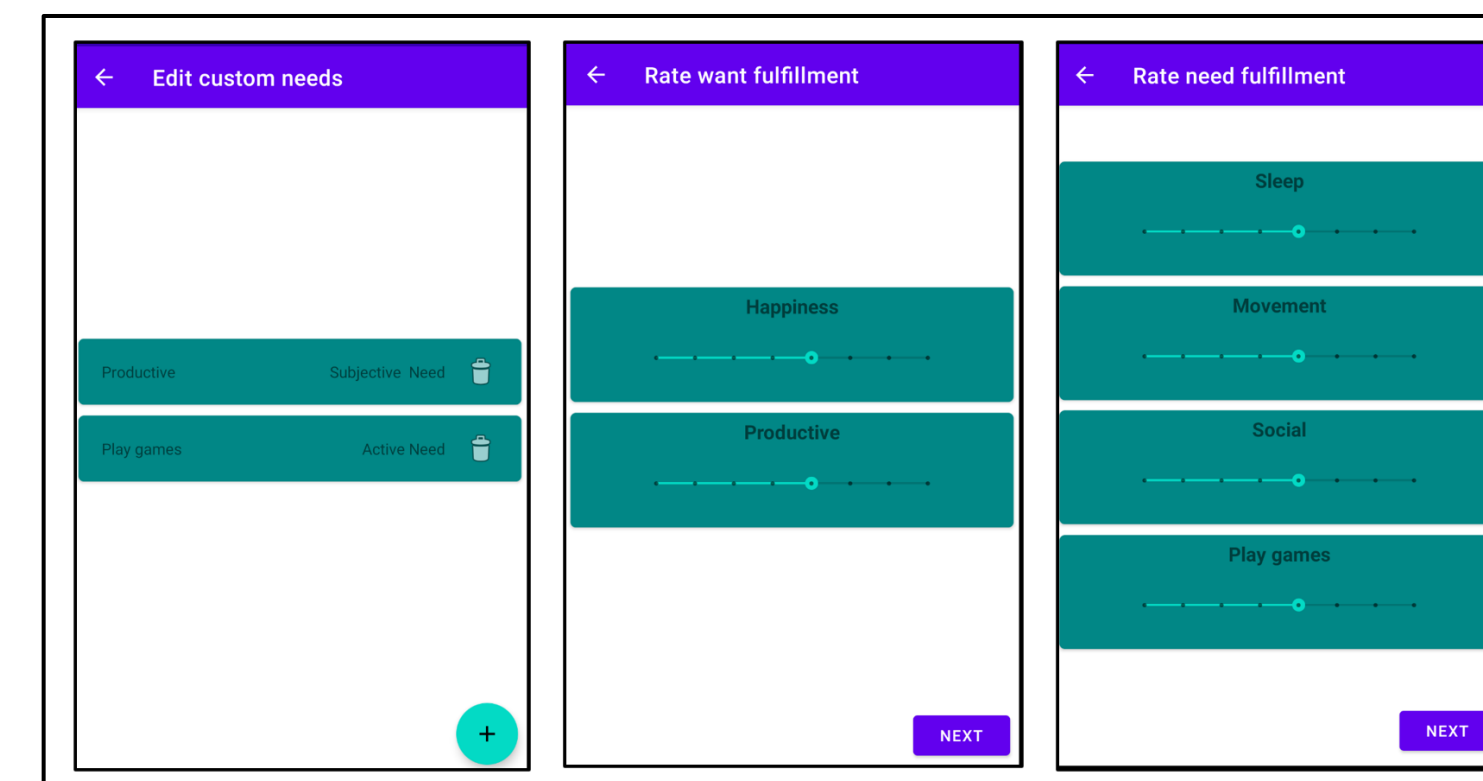 Edit custom needs
Productive Subjective Need
Play games Active Need
+
Rate want fulfillment
Happiness
Productive
NEXT
Rate need fulfillment
Sleep
Movement
Social
Play games
NEXT